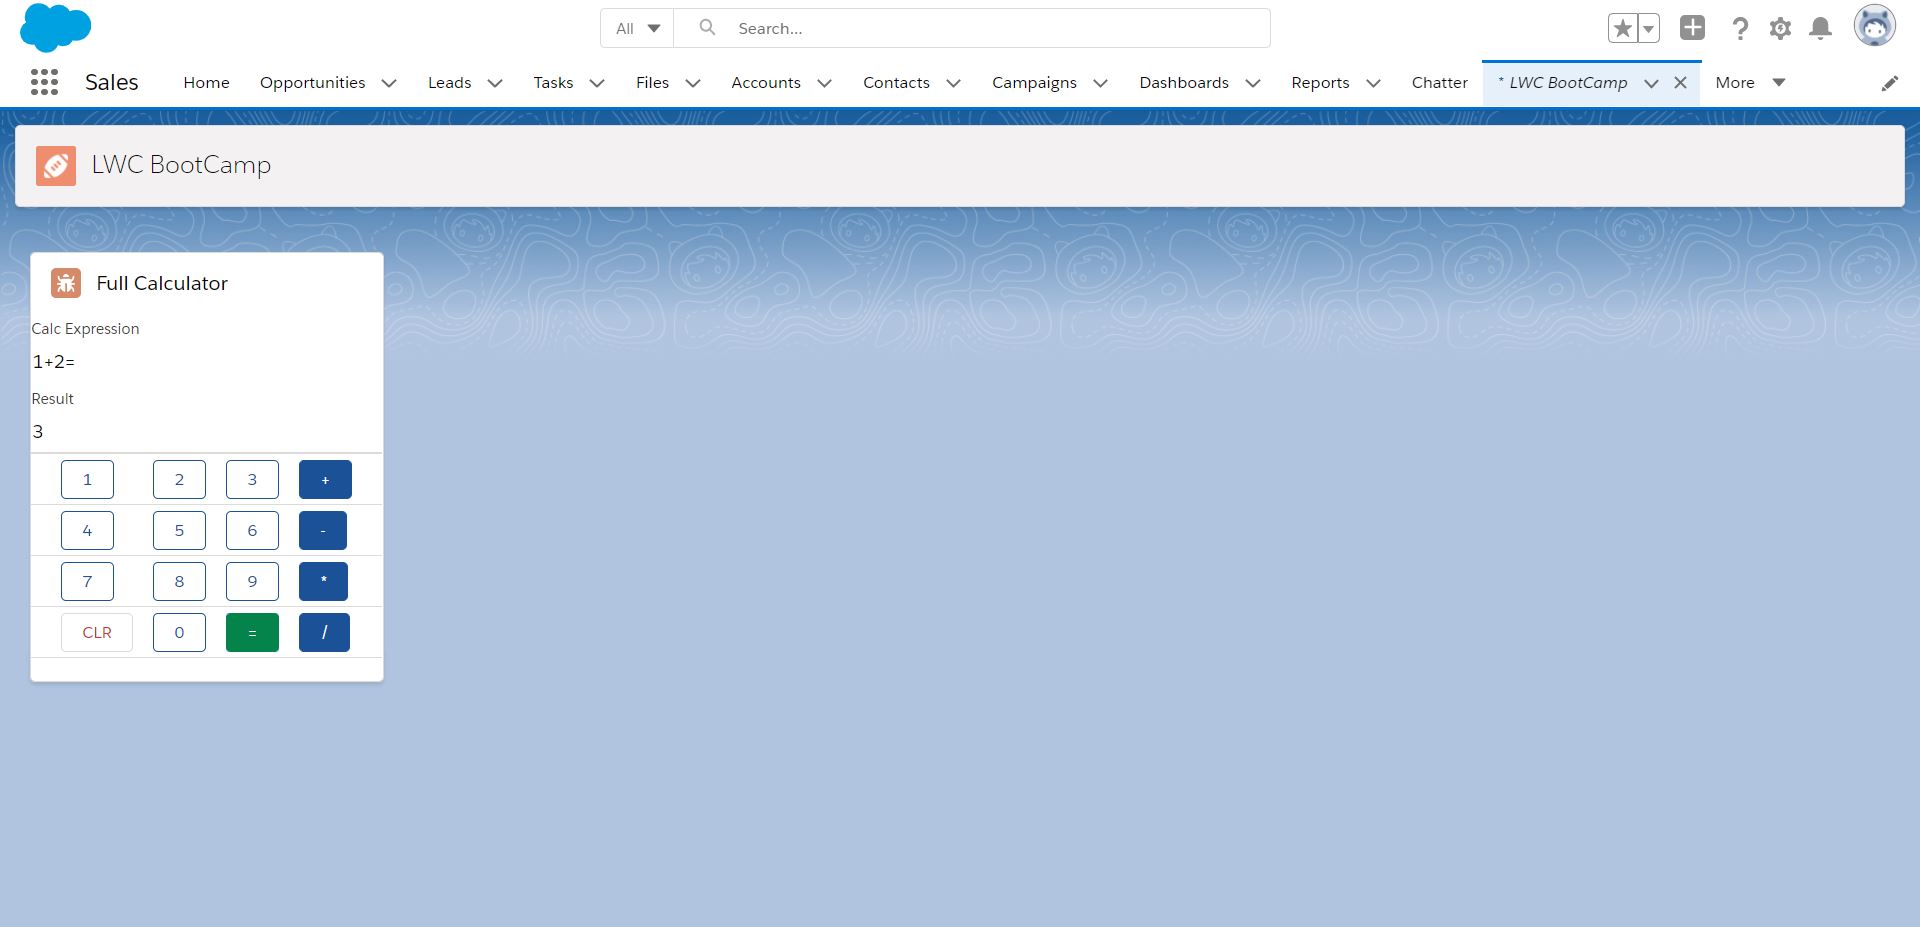 All
Search...
Sales
Home
Opportunities
Leads
Tasks
Files
Accounts
Contacts
Campaigns
Dashboards
Reports
Chatter
* LWC BootCamp
More
LWC BootCamp
Full Calculator
Calc Expression
1+2=
Result
3
1 2 3 +
4 5 6 -
7 8 9 *
CLR 0 = /